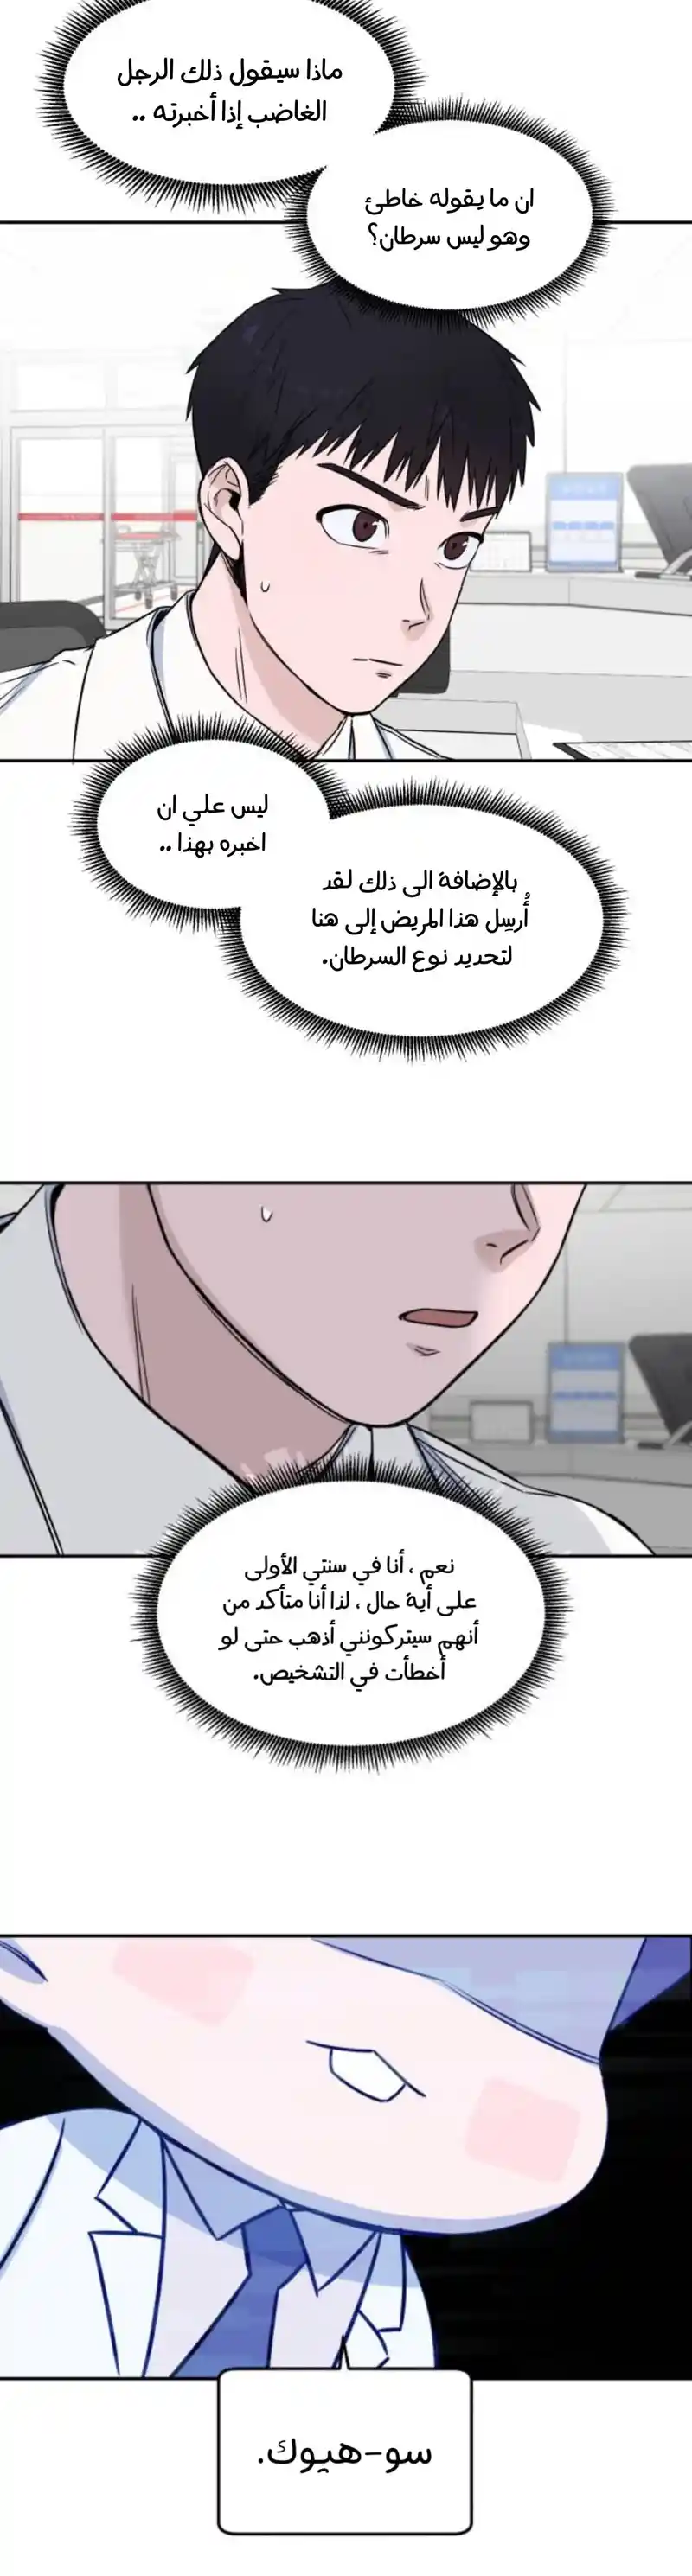 ماذا سيقول ذلك الرجل
الغاضب إذا أخبرته ..
ان ما يقوله خاطئ
وهو ليس سرطان؟
ليس علي ان
اخبره بهذا ..
بالإضافة الى ذلك لقد
أُرسِل هذا المريض إلى هنا
لتحديد نوع السرطان.
نعم ، أنا في سنتي الأولى
على أية حال ، لذا أنا متأكد من
أنهم سيتركونني أذهب حتى لو
أخطأت في التشخيص.
سو-هيوك.